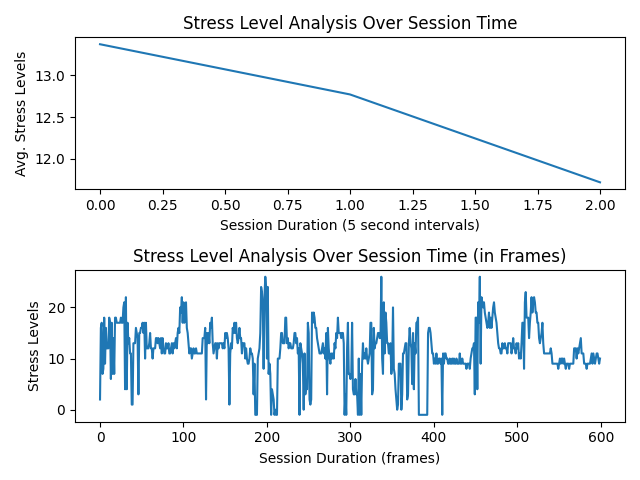 Stress Level Analysis Over Session Time
Avg. Stress Levels
13.0
12.5
12.0
0.00 0.25 0.50 0.75 1.00 1.25 1.50 1.75 2.00
Session Duration (5 second intervals)
Stress Level Analysis Over Session Time (in Frames)
Stress Levels
20
10
0
0 100 200 300 400 500 600
Session Duration (frames)